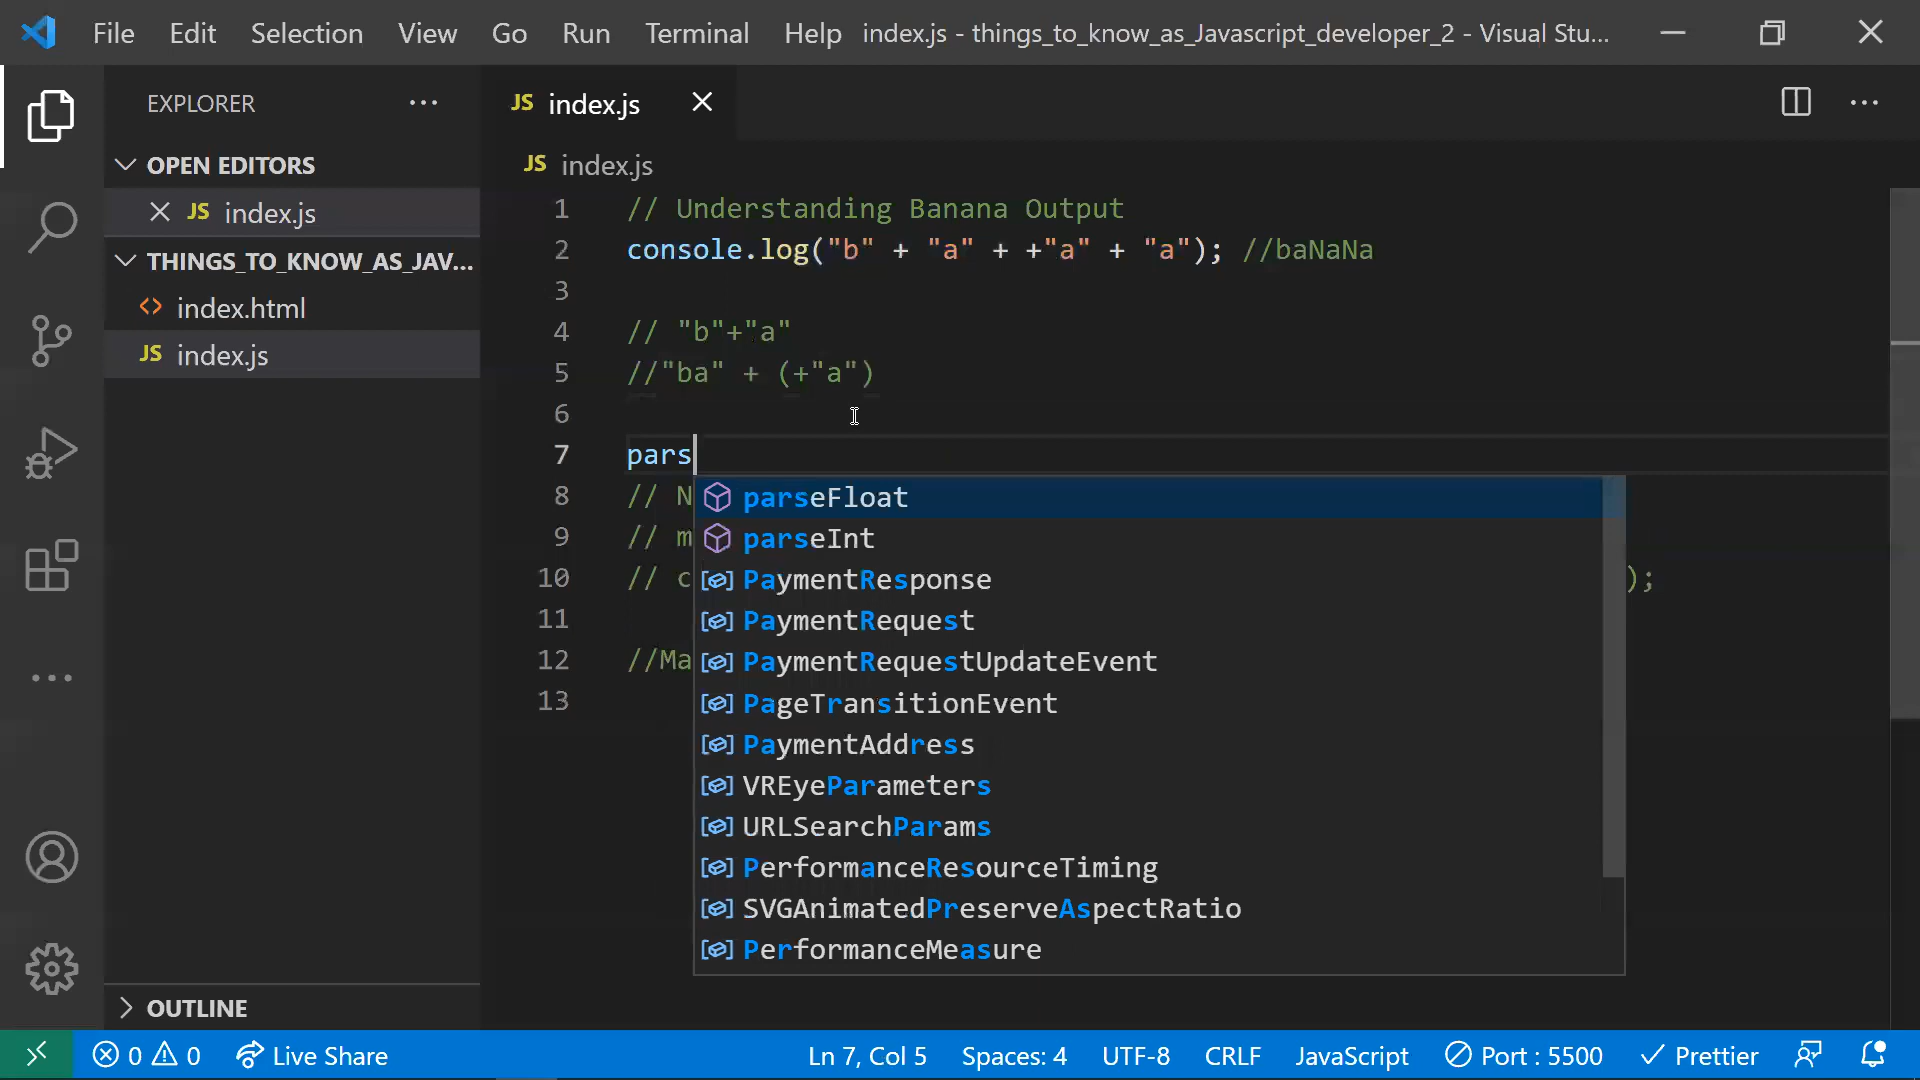 File Edit Selection View Go Run Terminal Help index.js - things_to_know_as_Javascript_developer_2 - Visual Stu...
EXPLORER
OPEN EDITORS
JS index.js
THINGS_TO_KNOW_AS_JAV...
<> index.html
JS index.js
OUTLINE
JS index.js
JS index.js
1 // Understanding Banana Output
2 console.log("b" + "a" + +"a" + "a"); //baNaNa
3
4 // "b"+"a"
5 //"ba" + (+"a")
6
7 pars
8 // N
9 // m
10 // c );
11
12 //Ma
13
parseFloat
parseInt
PaymentResponse
PaymentRequest
PaymentRequestUpdateEvent
PageTransitionEvent
PaymentAddress
VREyeParameters
URLSearchParams
PerformanceResourceTiming
SVGAnimatedPreserveAspectRatio
PerformanceMeasure
0 0 Live Share Ln 7, Col 5 Spaces: 4 UTF-8 CRLF JavaScript Port : 5500 Prettier